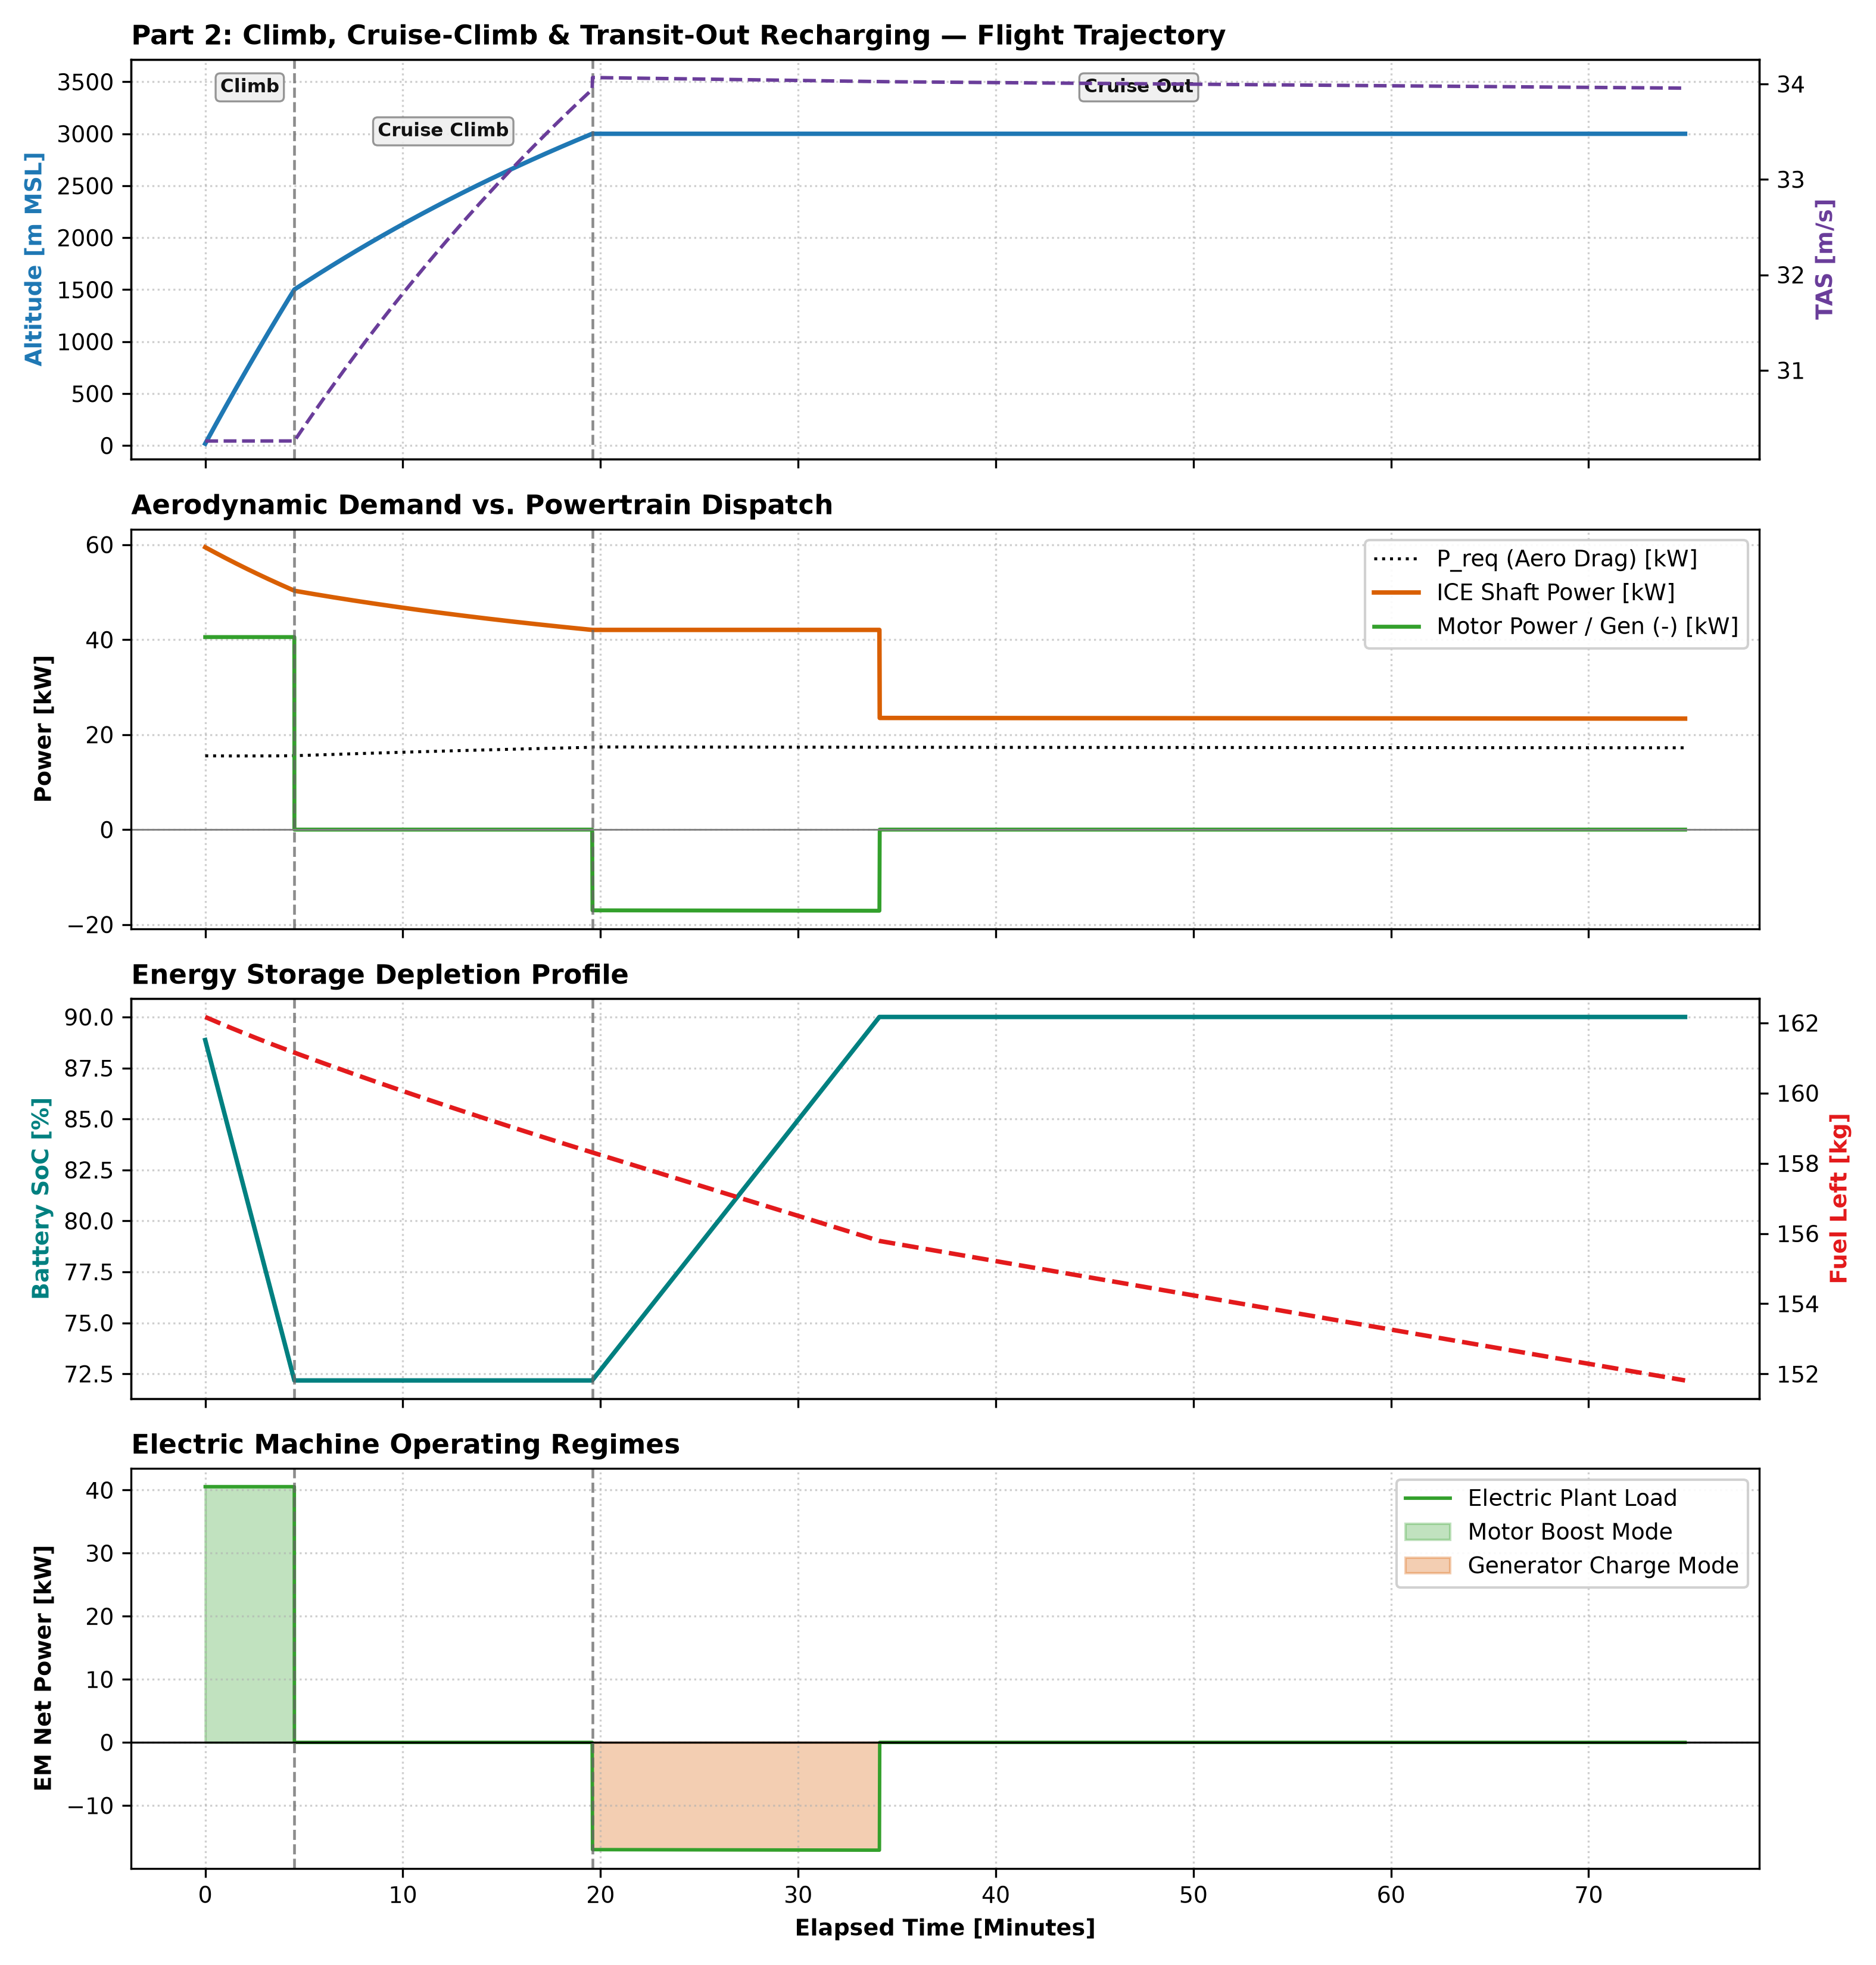 Part 2: Climb, Cruise-Climb & Transit-Out Recharging — Flight Trajectory
Altitude [m MSL]
3500
3000
2500
2000
1500
1000
500
0
Climb
Cruise Climb
Cruise Out
34
33
32
31
TAS [m/s]
Aerodynamic Demand vs. Powertrain Dispatch
Power [kW]
60
40
20
0
−20
P_req (Aero Drag) [kW]
ICE Shaft Power [kW]
Motor Power / Gen (-) [kW]
Energy Storage Depletion Profile
Battery SoC [%]
90.0
87.5
85.0
82.5
80.0
77.5
75.0
72.5
162
160
158
156
154
152
Fuel Left [kg]
Electric Machine Operating Regimes
EM Net Power [kW]
40
30
20
10
0
−10
Electric Plant Load
Motor Boost Mode
Generator Charge Mode
0 10 20 30 40 50 60 70
Elapsed Time [Minutes]